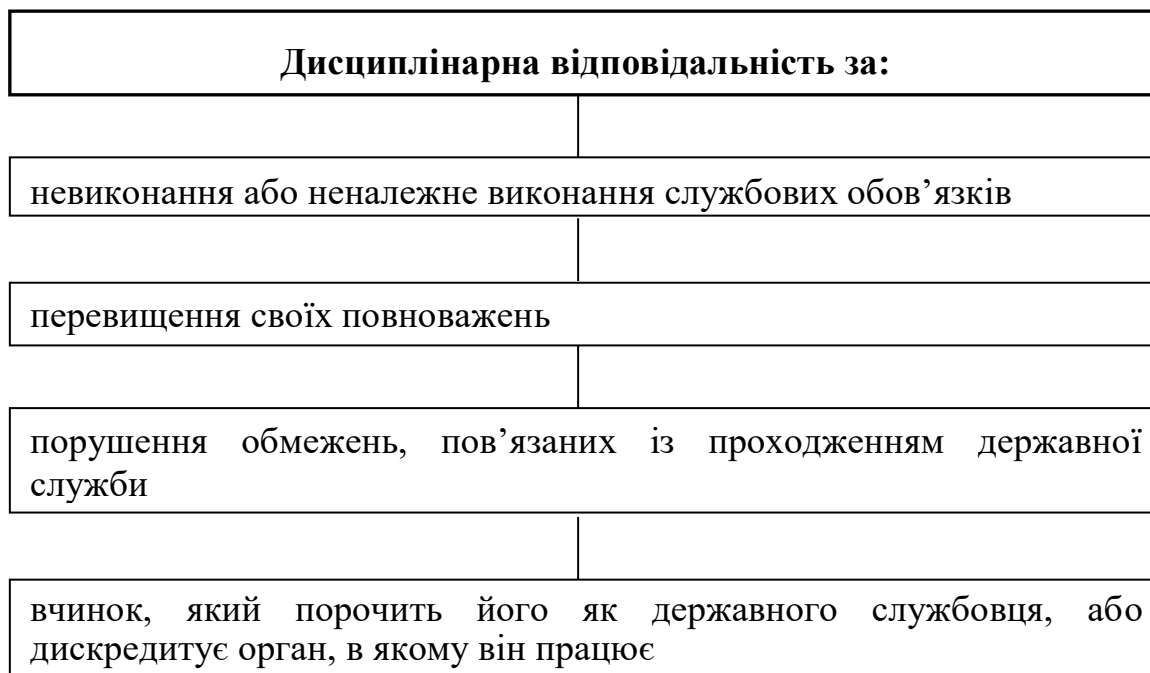 Дисциплінарна відповідальність за:
невиконання або неналежне виконання службових обов’язків
перевищення своїх повноважень
порушення обмежень, пов’язаних із проходженням державної
служби
вчинок, який порочить його як державного службовця, або
дискредитує орган, в якому він працює